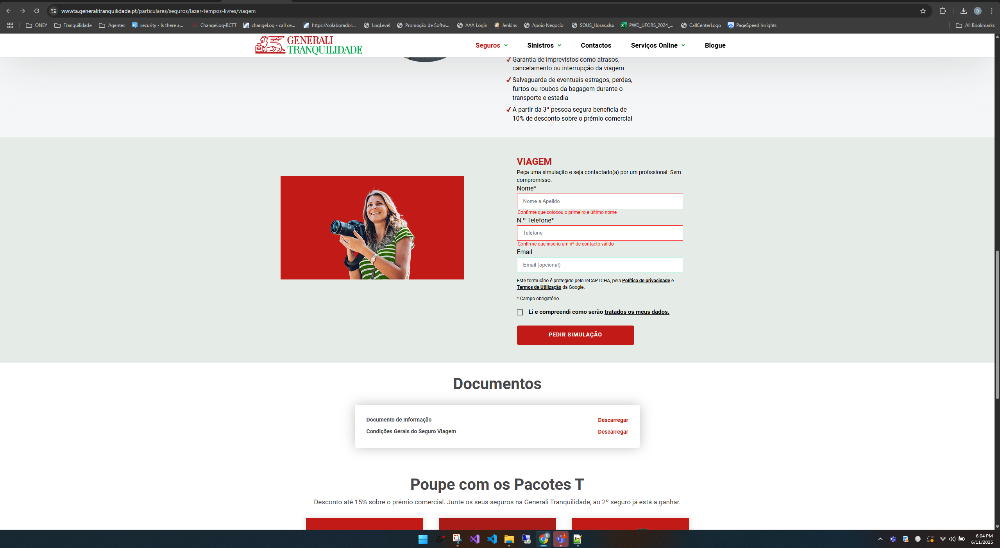 wwwta.generalitranquilidade.pt/particulares/seguros/lazer-tempos-livres/viagem
B
ONEY
Tranquilidade
Agentes
security - Is there a...
ChangeLog-BCTT
changeLog - call ce...
https://colaborador...
LogLevel
Promoção de Softw...
AAA Login
Jenkins
Apoio Negocio
SOUS_Horas.xlsx
PWD_UFORS_2024_...
CallCenterLogo
PageSpeed Insights
All Bookmarks
GENERALI
TRANQUILIDADE
Seguros
Sinistros
Contactos
Serviços Online
Blogue
Garantia de imprevistos como atrasos,
cancelamento ou interrupção da viagem
Salvaguarda de eventuais estragos, perdas,
furtos ou roubos da bagagem durante o
transporte e estadia
A partir da 3ª pessoa segura beneficia de
10% de desconto sobre o prémio comercial
VIAGEM
Peça uma simulação e seja contactado(a) por um profissional. Sem
compromisso.
Nome*
Nome e Apelido
Confirme que colocou o primeiro e último nome
N.º Telefone*
Telefone
Confirme que inseriu um nº de contacto válido
Email
Email (opcional)
Este formulário é protegido pelo reCAPTCHA, pela Política de privacidade e
Termos de Utilização da Google.
* Campo obrigatório
Li e compreendi como serão tratados os meus dados.
PEDIR SIMULAÇÃO
Documentos
Documento de Informação
Descarregar
Condições Gerais do Seguro Viagem
Descarregar
Poupe com os Pacotes T
Desconto até 15% sobre o prémio comercial. Junte os seus seguros na Generali Tranquilidade, ao 2º seguro já está a ganhar.
6:04 PM
6/11/2025